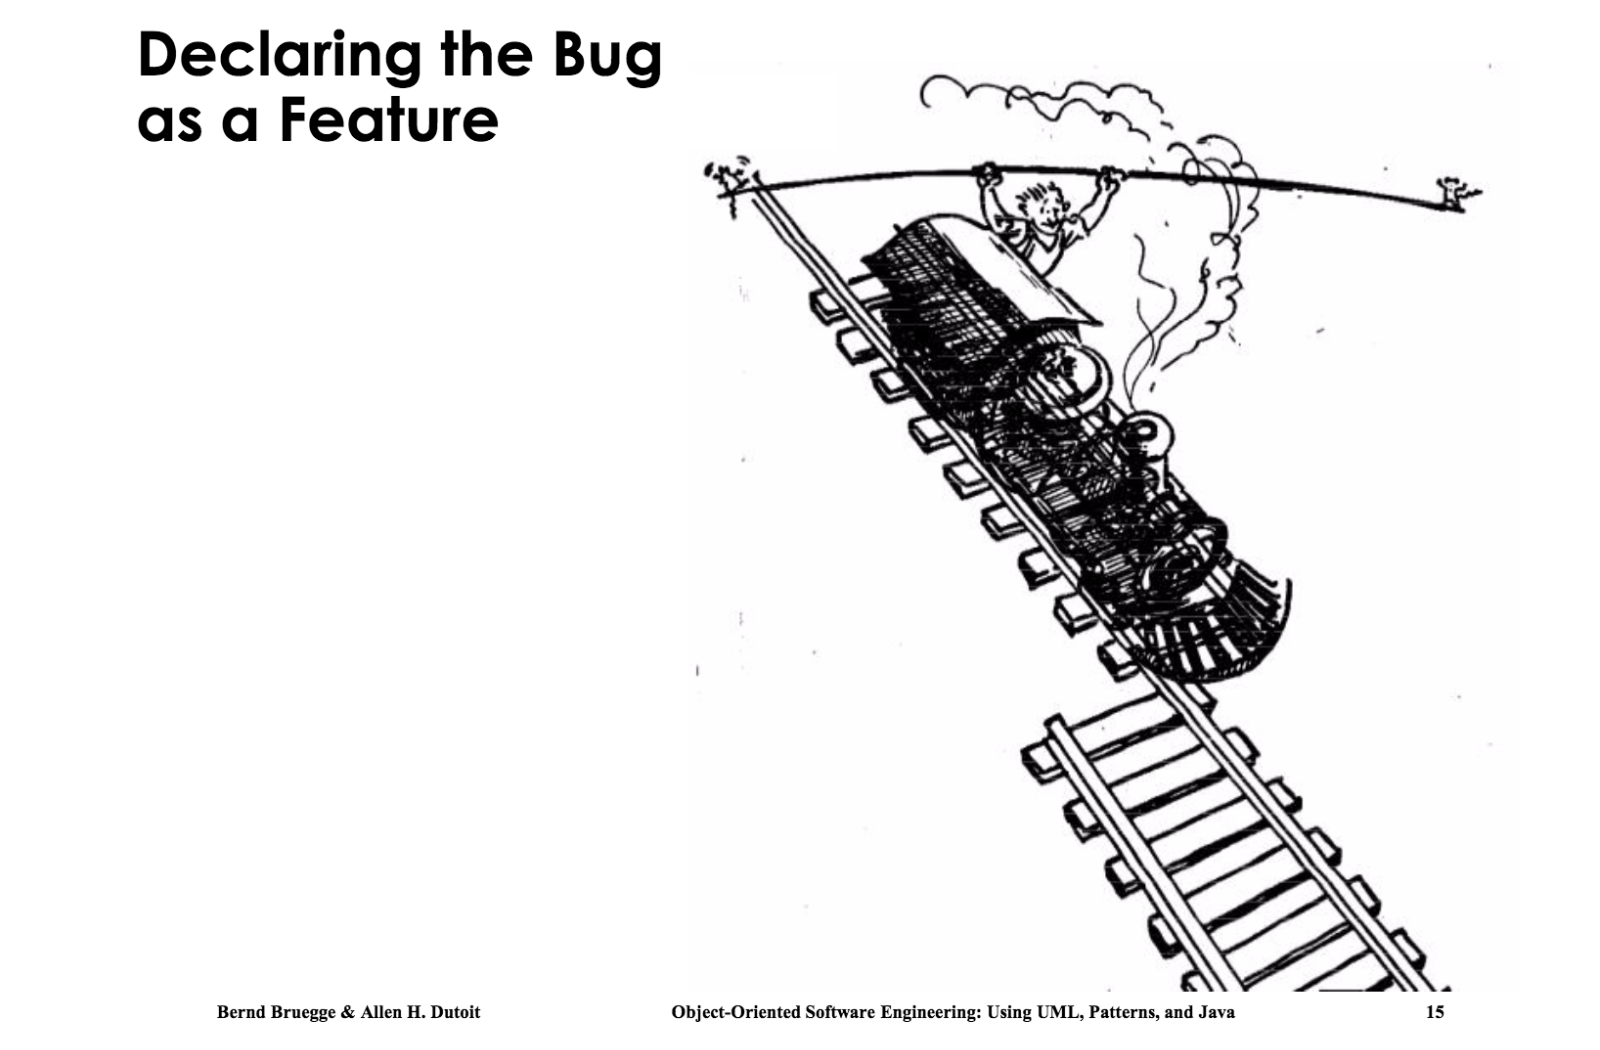 Declaring the Bug
as a Feature
Bernd Bruegge & Allen H. Dutoit
Object-Oriented Software Engineering: Using UML, Patterns, and Java
15